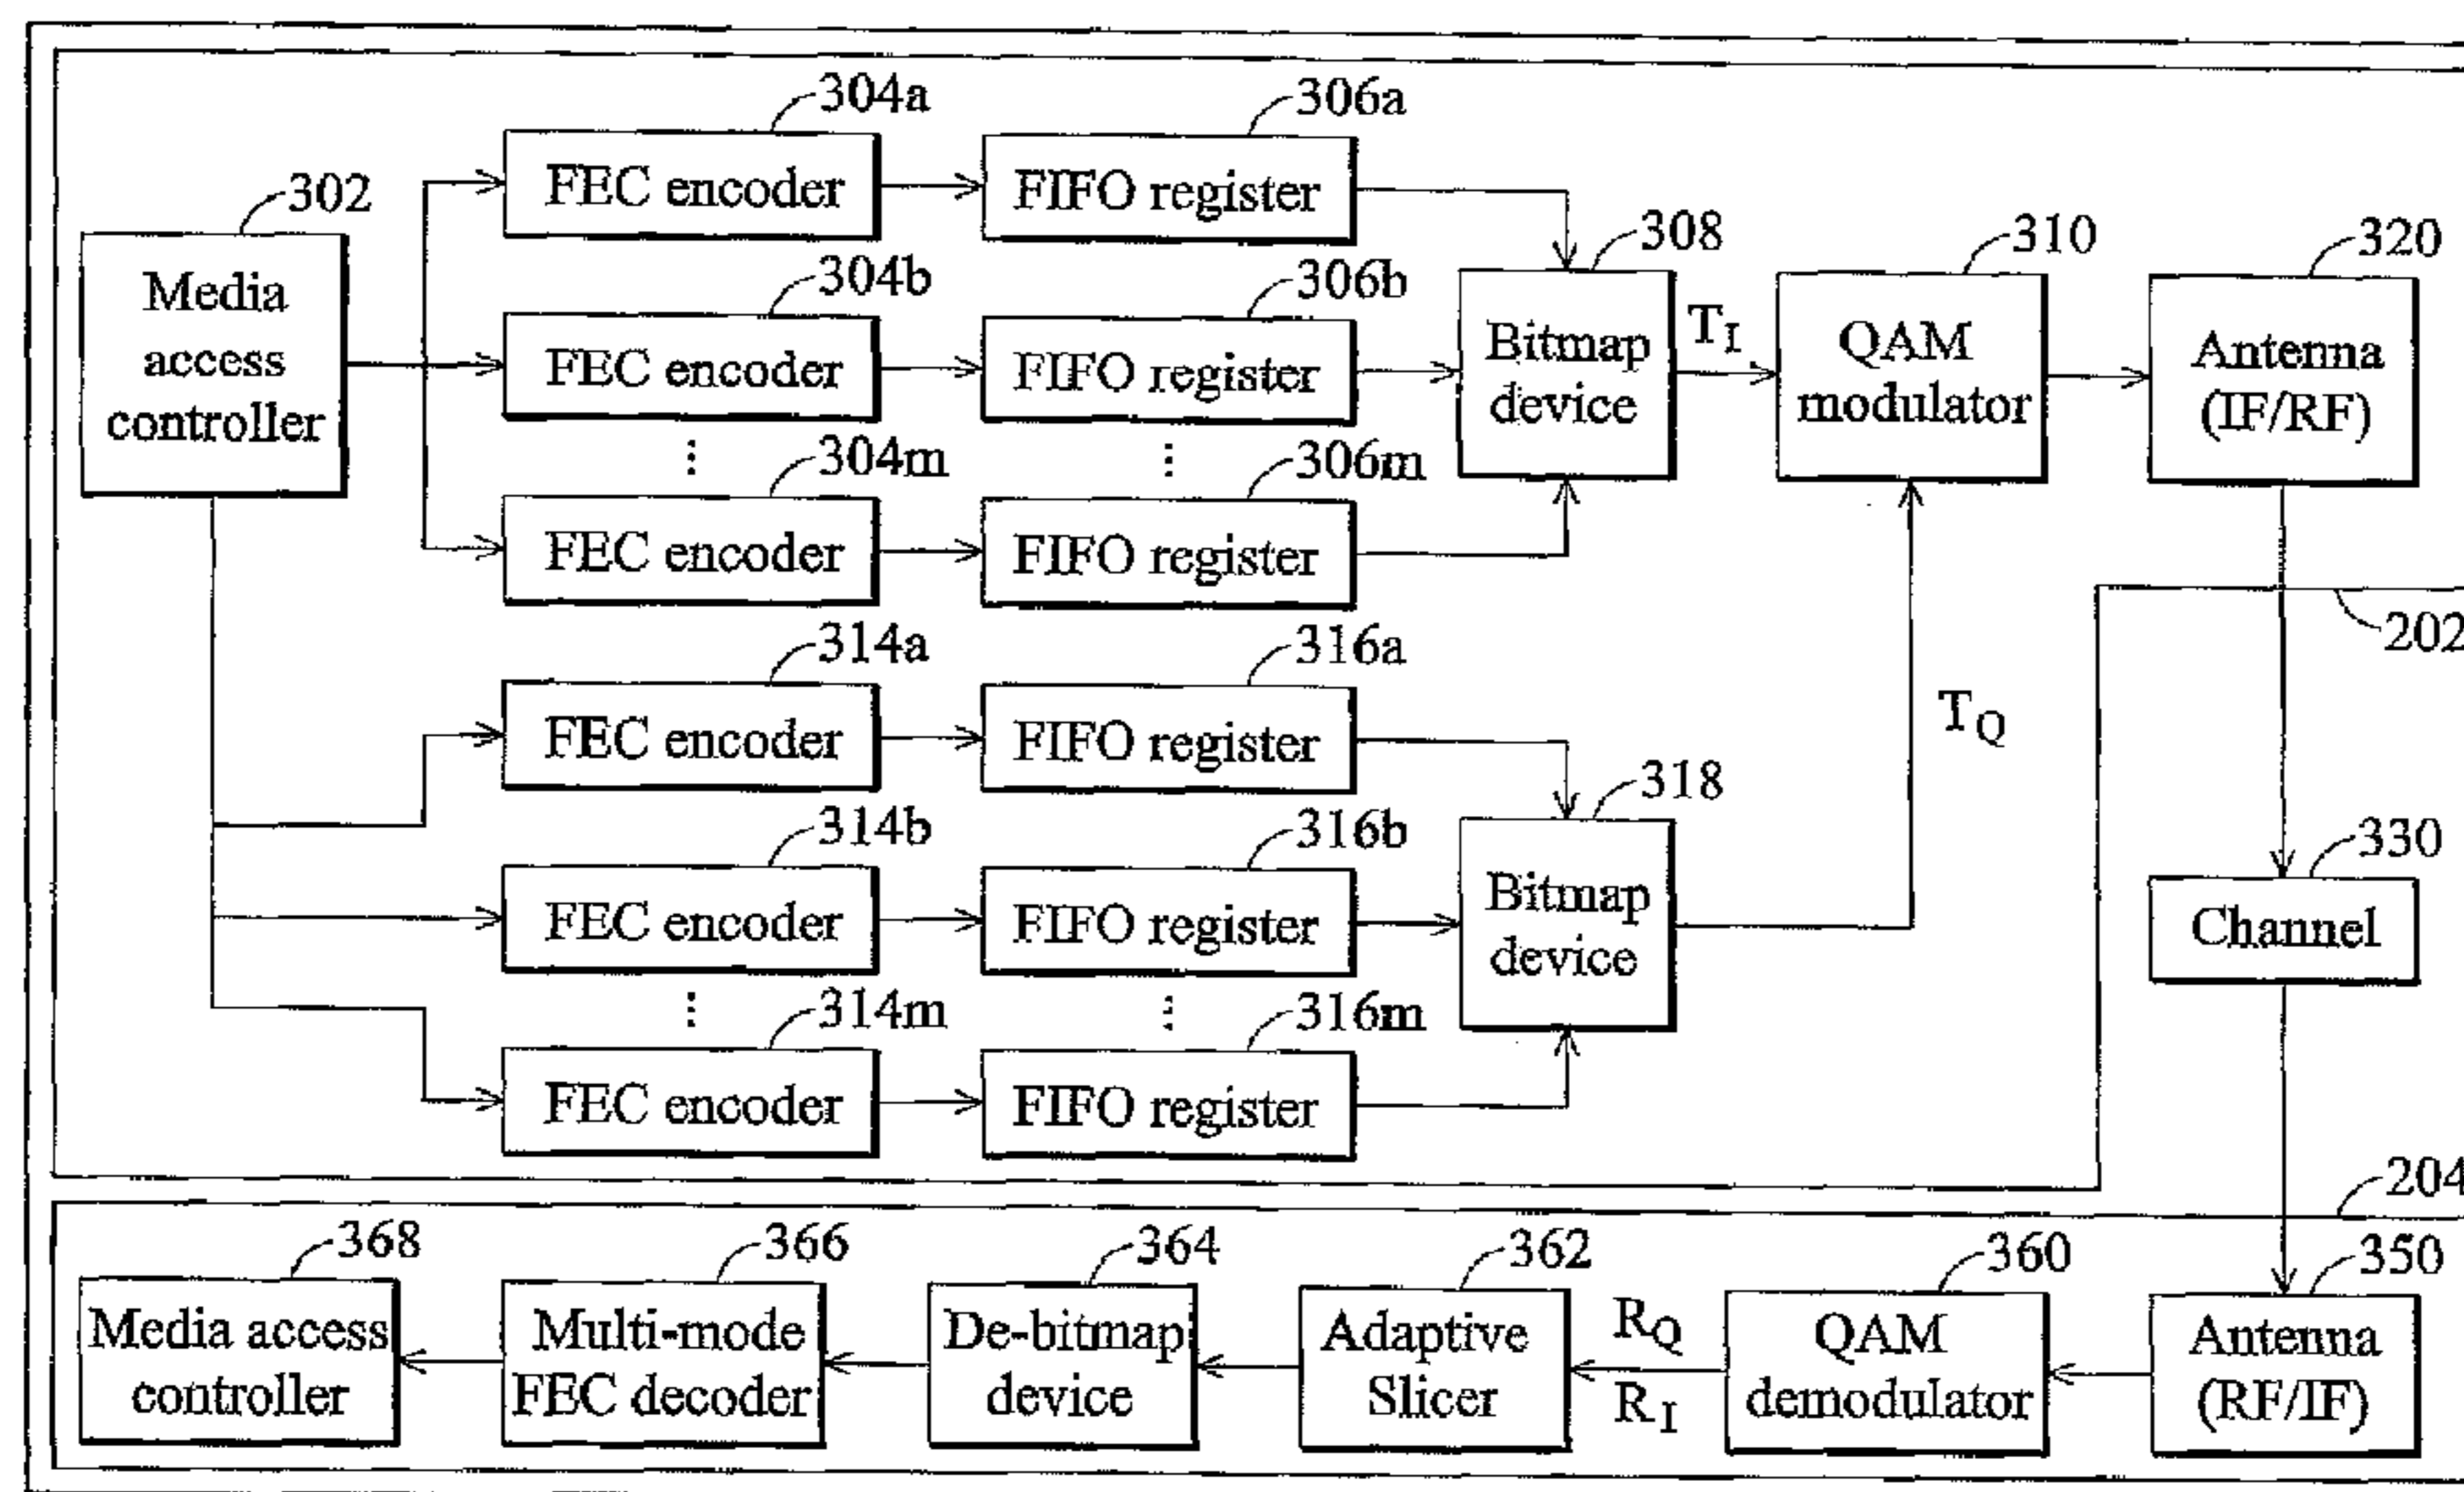 304a
306a
FEC encoder
FIFO register
302
308
310
320
Media
access
controller
304b
306b
FEC encoder
FIFO register
Bitmap
device
T_I
QAM
modulator
Antenna
(IF/RF)
⋮
304m
⋮
306m
FEC encoder
FIFO register
202
314a
316a
FEC encoder
FIFO register
T_Q
318
314b
316b
330
FEC encoder
FIFO register
Bitmap
device
Channel
⋮
314m
⋮
316m
FEC encoder
FIFO register
204
368
366
364
362
360
350
Media access
controller
Multi-mode
FEC decoder
De-bitmap
device
Adaptive
Slicer
R_Q
R_I
QAM
demodulator
Antenna
(RF/IF)